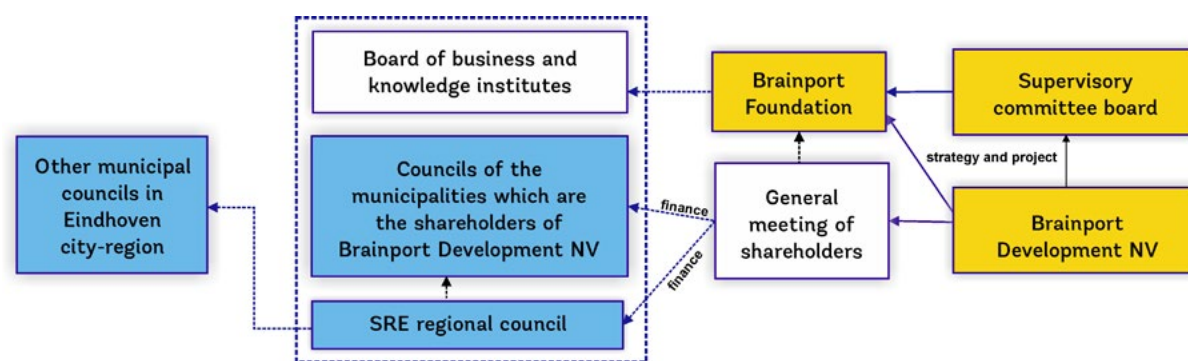 Board of business and
knowledge institutes
Brainport
Foundation
Supervisory
committee board
Other municipal
councils in
Eindhoven
city-region
Councils of the
municipalities which are
the shareholders of
Brainport Development NV
finance
finance
General
meeting of
shareholders
strategy and project
Brainport
Development NV
SRE regional council